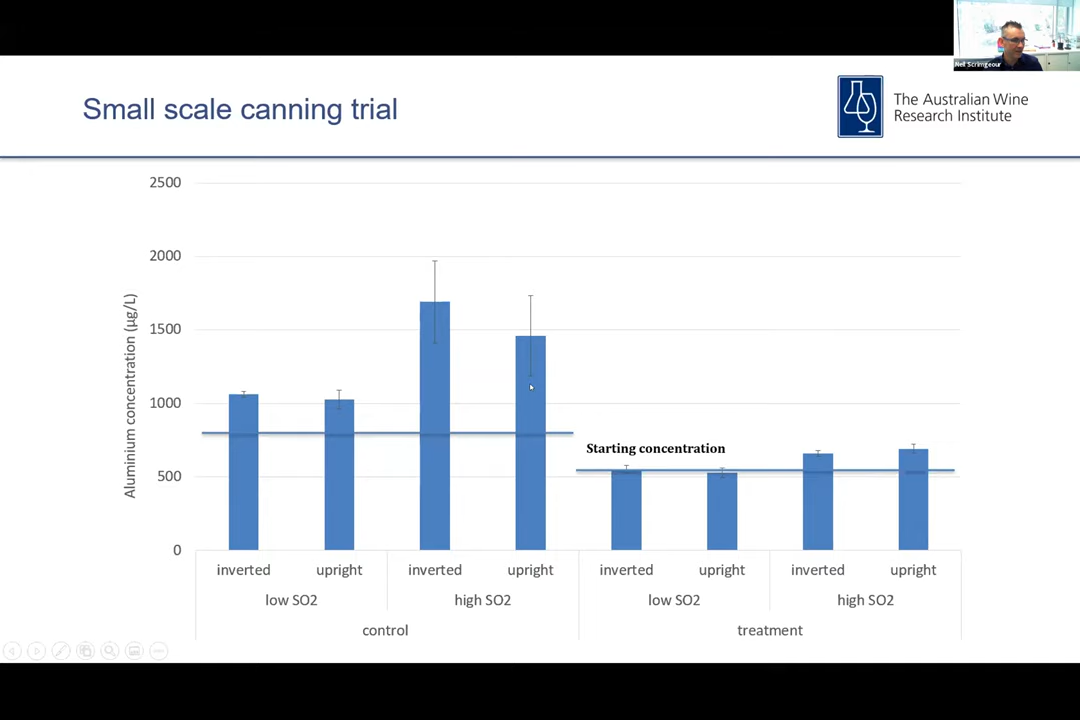 Neil Scrimgeour
Small scale canning trial
The Australian Wine
Research Institute
2500
2000
1500
1000
500
0
Aluminium concentration (µg/L)
Starting concentration
inverted upright inverted upright inverted upright inverted upright
low SO2 high SO2 low SO2 high SO2
control treatment